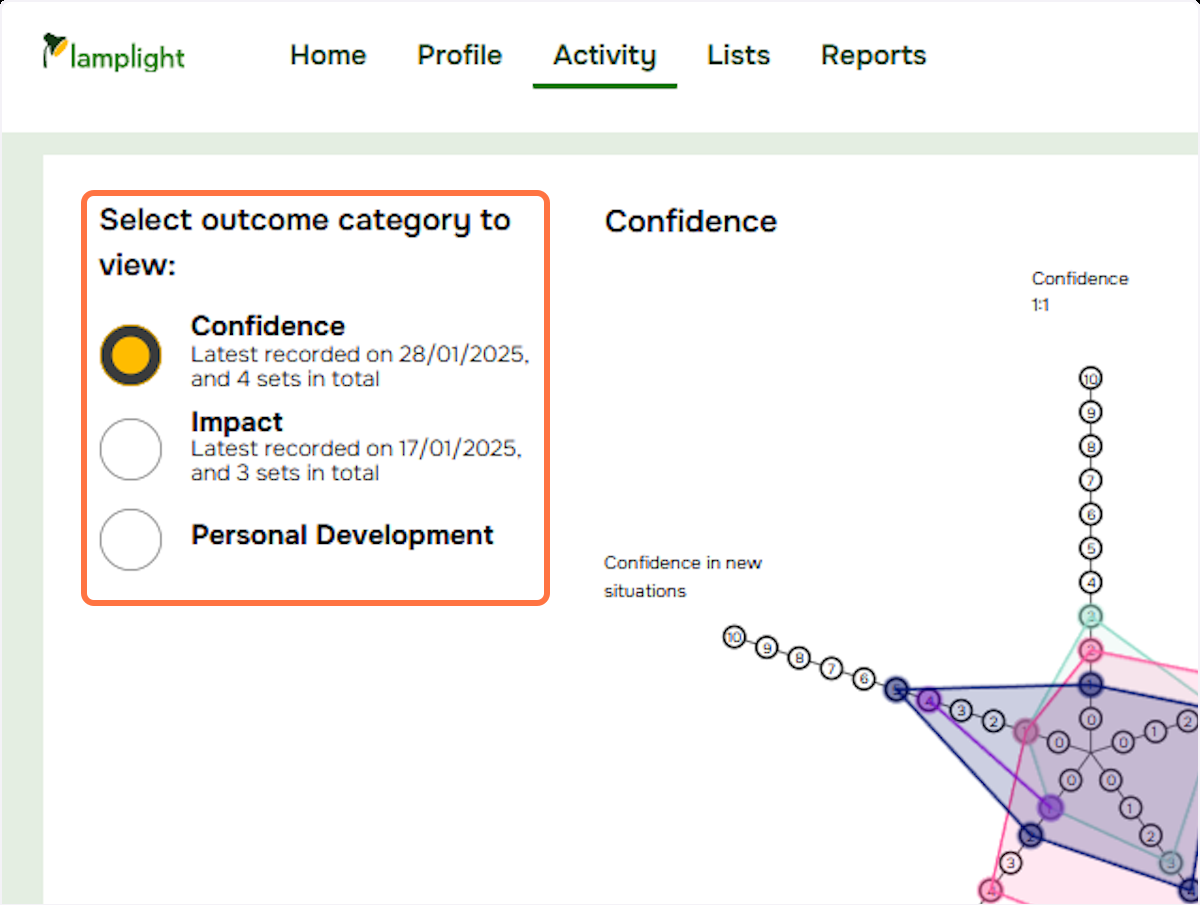 lamplight
Home Profile Activity Lists Reports
Select outcome category to
view:
Confidence
Latest recorded on 28/01/2025,
and 4 sets in total
Impact
Latest recorded on 17/01/2025,
and 3 sets in total
Personal Development
Confidence
Confidence
1:1
10
9
8
7
6
5
4
3
2
1
0
Confidence in new
situations
10 9 8 7 6 5 4 3 2 1 0
0 1 2
0 1 2 3 4
0 1 2 3 4